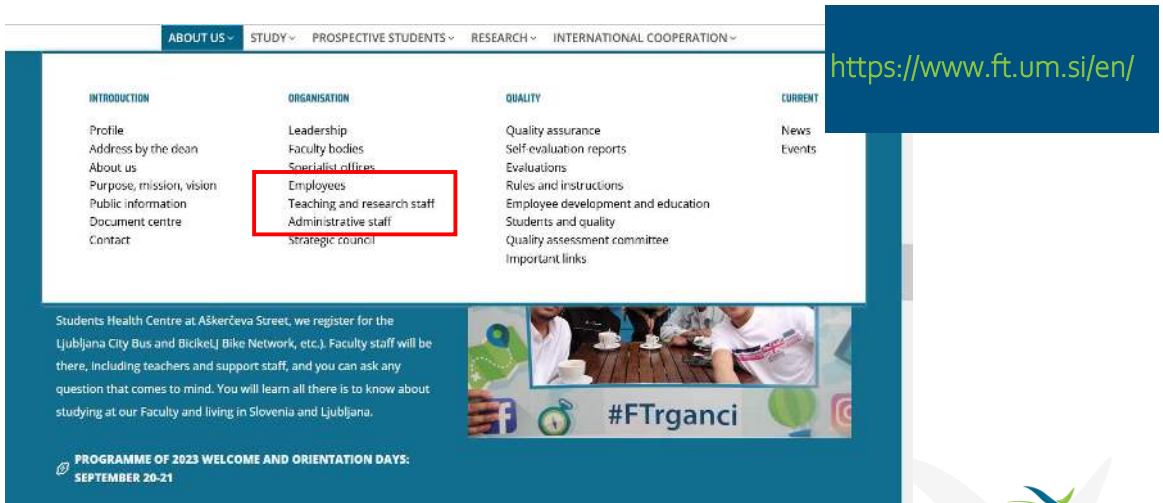 ABOUT US STUDY PROSPECTIVE STUDENTS RESEARCH INTERNATIONAL COOPERATION
https://www.ft.um.si/en/
INTRODUCTION
Profile
Address by the dean
About us
Purpose, mission, vision
Public information
Document centre
Contact
ORGANISATION
Leadership
Faculty bodies
Specialist offices
Employees
Teaching and research staff
Administrative staff
Strategic council
QUALITY
Quality assurance
Self-evaluation reports
Evaluations
Rules and instructions
Employee development and education
Students and quality
Quality assessment committee
Important links
CURRENT
News
Events
Students Health Centre at Aškerčeva Street, we register for the
Ljubljana City Bus and BicikeLJ Bike Network, etc.). Faculty staff will be
there, including teachers and support staff, and you can ask any
question that comes to mind. You will learn all there is to know about
studying at our Faculty and living in Slovenia and Ljubljana.
#FTrganci
PROGRAMME OF 2023 WELCOME AND ORIENTATION DAYS:
SEPTEMBER 20-21